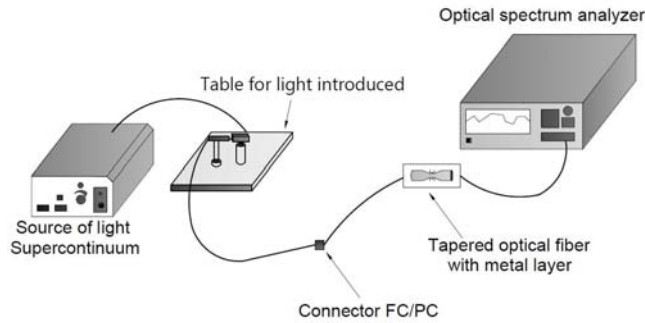 Optical spectrum analyzer
Table for light introduced
Source of light
Supercontinuum
Tapered optical fiber
with metal layer
Connector FC/PC